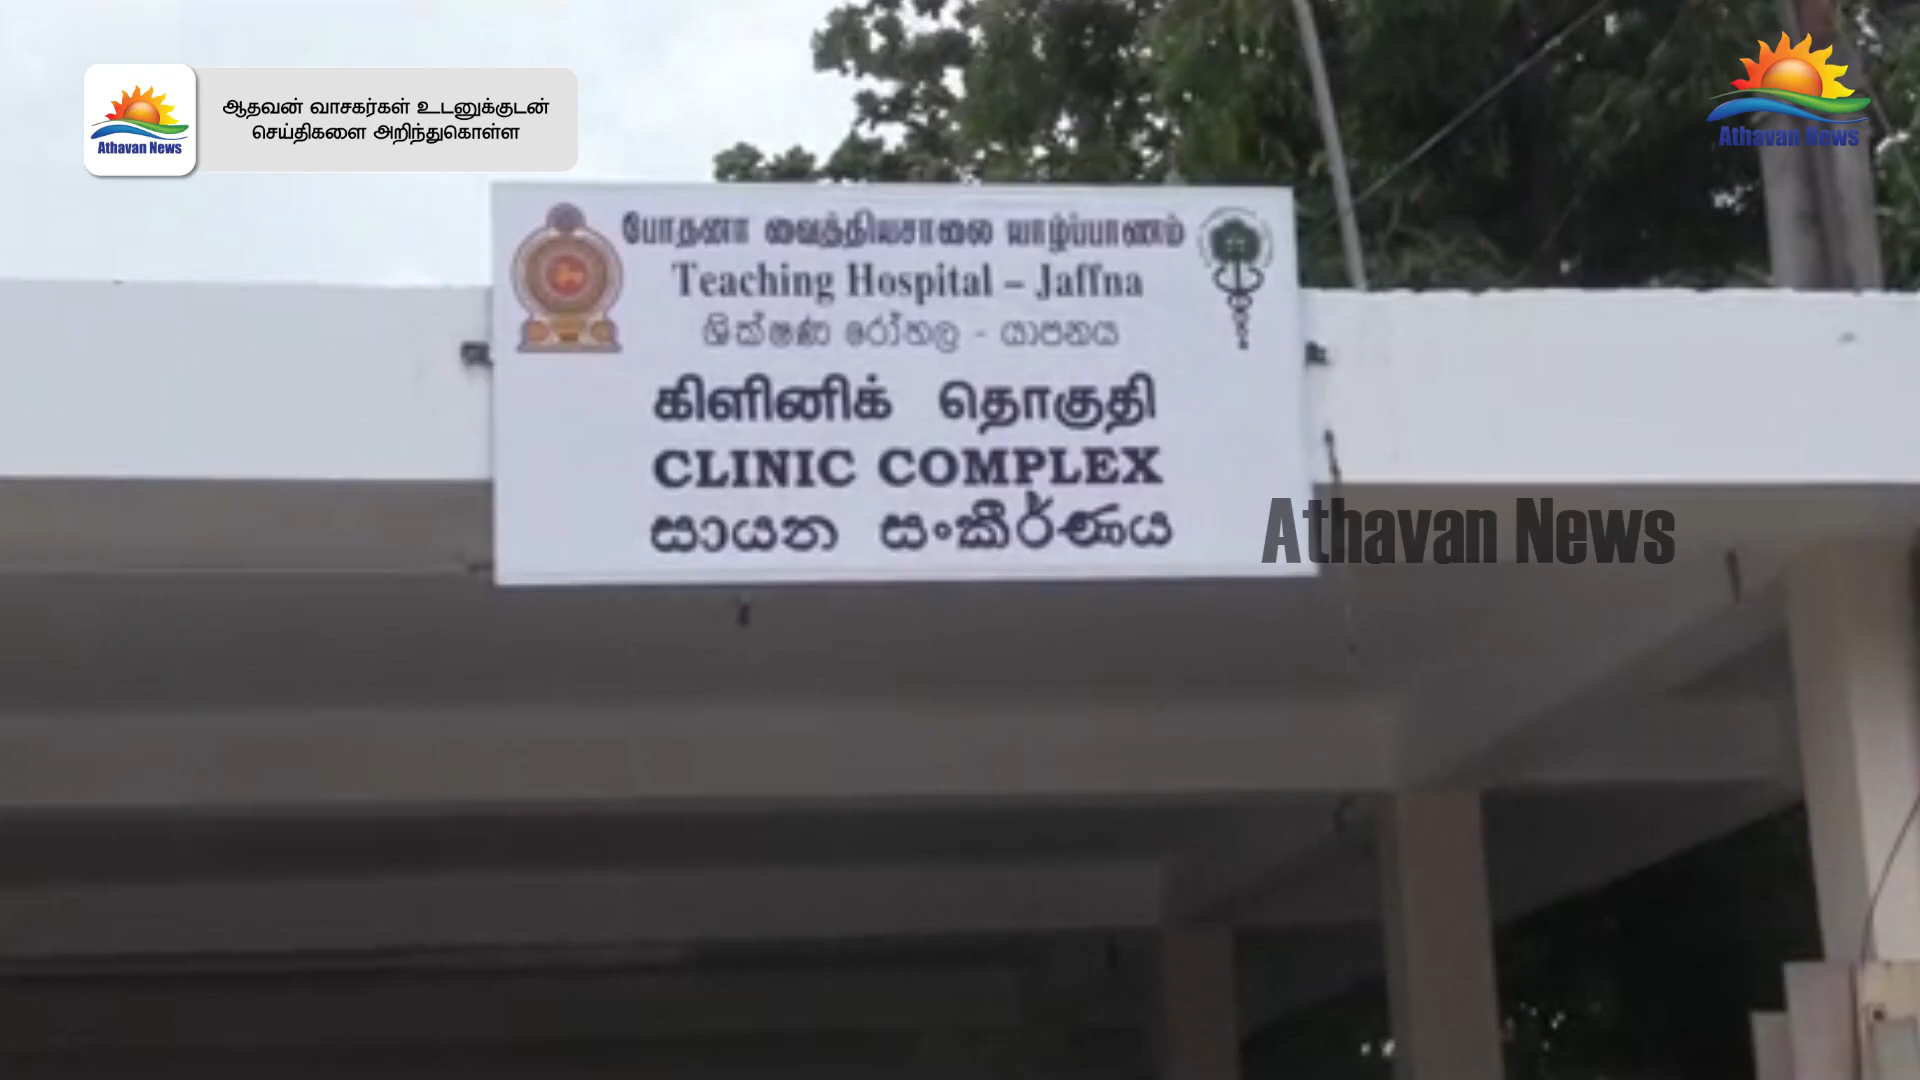 ஆதவன் வாசகர்கள் உடனுக்குடன்
செய்திகளை அறிந்துகொள்ள
Athavan News
Athavan News
போதனா வைத்தியசாலை யாழ்ப்பாணம்
Teaching Hospital – Jaffna
ශික්ෂණ රෝහල - යාපනය
கிளினிக் தொகுதி
CLINIC COMPLEX
සායන සංකීර්ණය
Athavan News